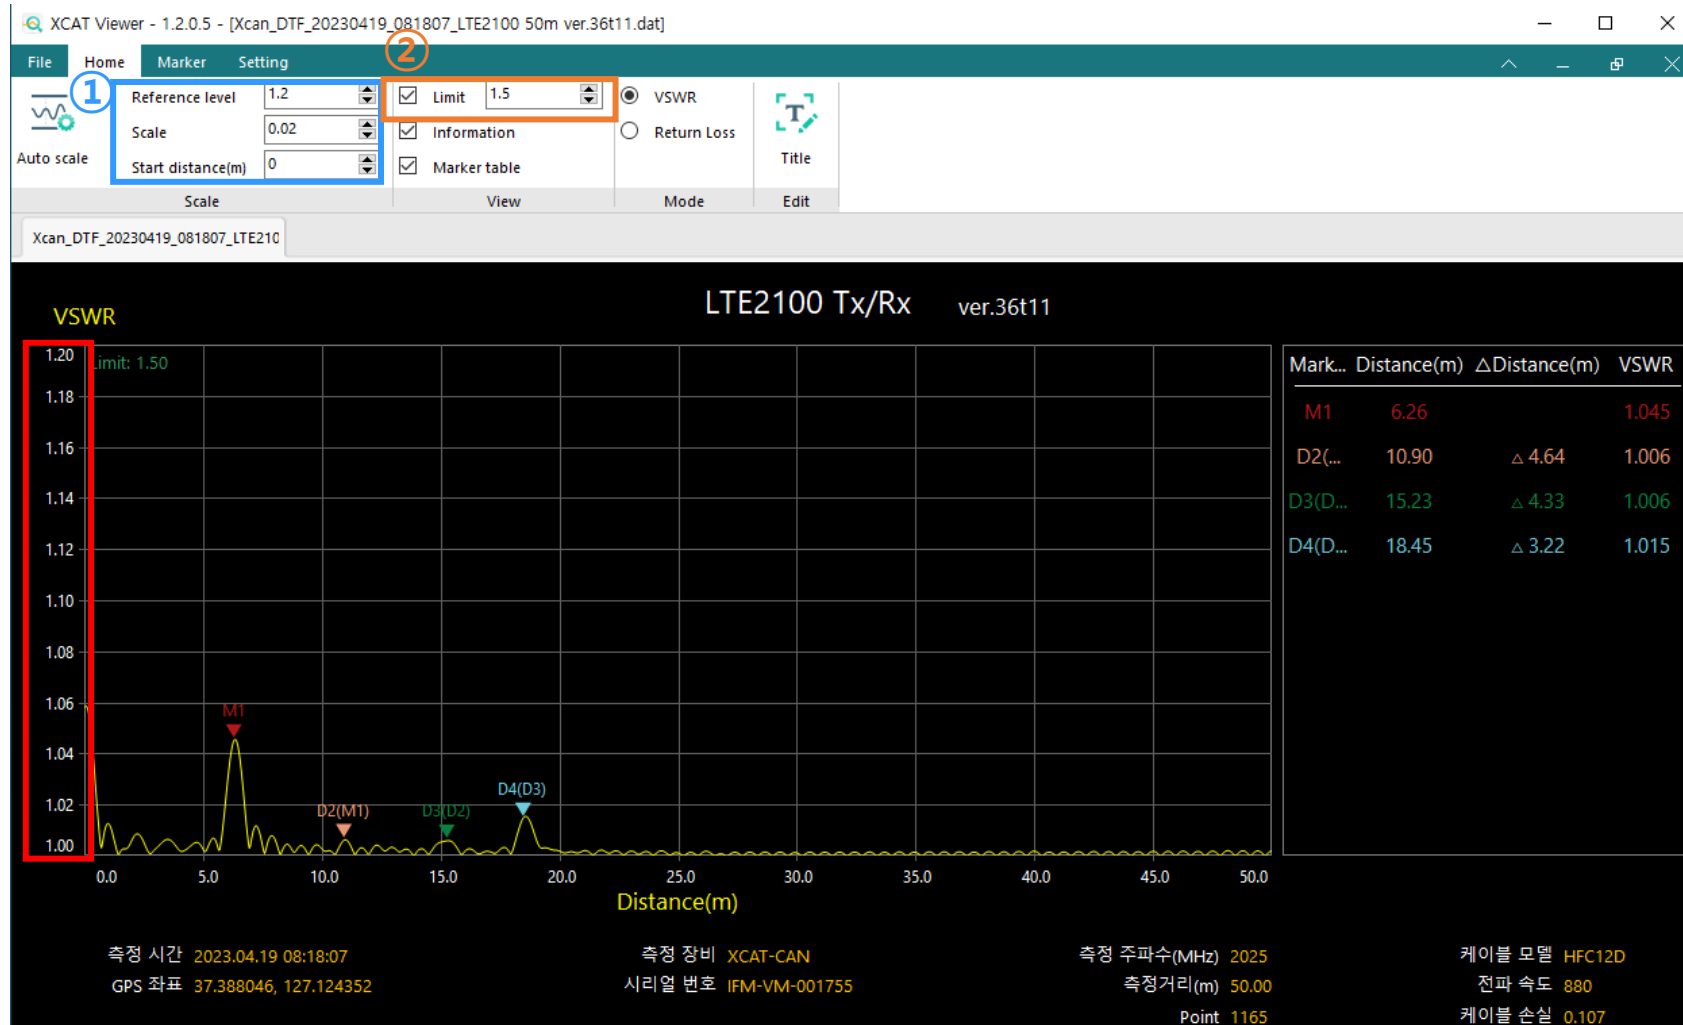 XCAT Viewer - 1.2.0.5 - [Xcan_DTF_20230419_081807_LTE2100 50m ver.36t11.dat]
File Home Marker Setting
① ②
Reference level 1.2
Scale 0.02
Start distance(m) 0
Auto scale
Scale
Limit 1.5
Information
Marker table
View
VSWR
Return Loss
Mode
Title
Edit
Xcan_DTF_20230419_081807_LTE210
LTE2100 Tx/Rx ver.36t11
VSWR
Limit: 1.50
1.20
1.18
1.16
1.14
1.12
1.10
1.08
1.06
1.04
1.02
1.00
M1
D2(M1)
D3(D2)
D4(D3)
0.0 5.0 10.0 15.0 20.0 25.0 30.0 35.0 40.0 45.0 50.0
Distance(m)
Mark... Distance(m) △Distance(m) VSWR
M1 6.26 1.045
D2(... 10.90 △ 4.64 1.006
D3(D... 15.23 △ 4.33 1.006
D4(D... 18.45 △ 3.22 1.015
측정 시간 2023.04.19 08:18:07 측정 장비 XCAT-CAN 측정 주파수(MHz) 2025 케이블 모델 HFC12D
GPS 좌표 37.388046, 127.124352 시리얼 번호 IFM-VM-001755 측정거리(m) 50.00 전파 속도 880
Point 1165 케이블 손실 0.107